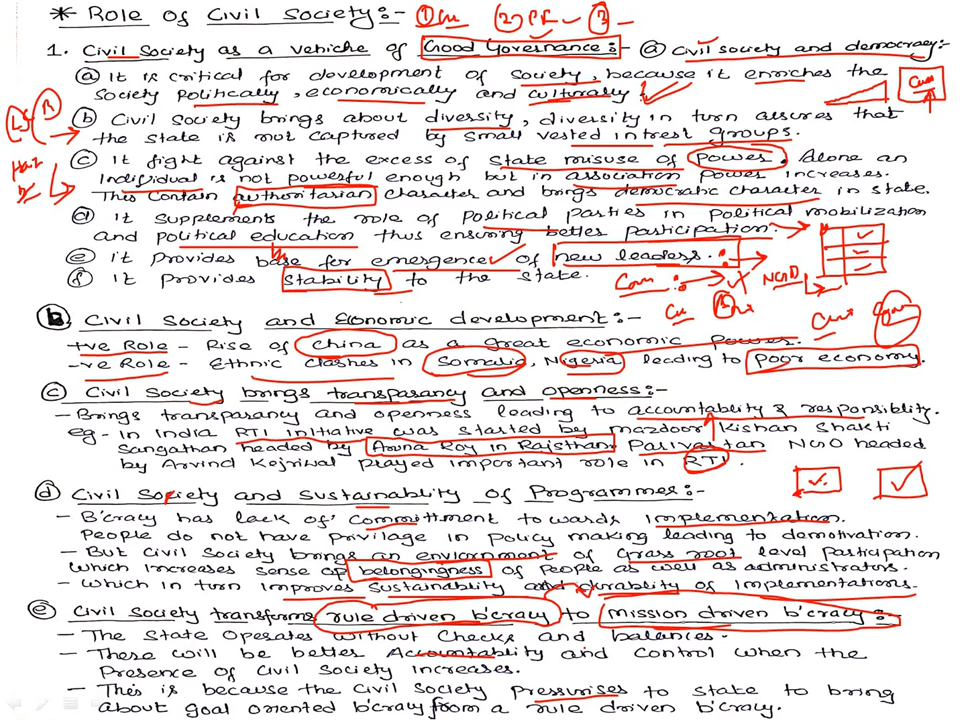 * Role of Civil Society:-
1. Civil Society as a vehicle of Good Governance:- ⓐ Civil society and democracy:-
ⓐ It is critical for development of society, because it enriches the
society politically, economically and culturally.
ⓑ Civil Society brings about diversity, diversity in turn assures that
the state is not captured by small vested intrest groups.
ⓒ It fight against the excess of state misuse of power. Alone an
individual is not powerful enough but in association power increases.
This contain authoritarian character and brings democratic character in state.
ⓓ It supplements the role of political parties in political mobilization
and political education thus ensuring better participation.
ⓔ It provides base for emergence of new leaders.
ⓕ It provides stability to the state.
NGO
ⓑ Civil Society and Economic development:-
+ve Role - Rise of China as a great economic power.
-ve Role - Ethnic clashes in Somalia, Nigeria leading to poor economy.
ⓒ Civil Society brings transparancy and openness:-
- Brings transparancy and openness leading to accountablity & responsiblity.
eg - In India RTI initiative was started by mazdoor Kishan Shakti
Sangathan headed by Aruna Roy in Rajsthan. Parivartan NGO headed
by Arvind Kejriwal played important role in RTI.
ⓓ Civil Society and Sustainablity of Programmes:-
- B'cracy has lack of committment towards implementation.
People do not have privilage in policy making leading to demotivation.
- But Civil Society brings an enviornment of Grass root level participation
which increases sense of belongingness of people as well as administrators.
- which in turn improves sustainablity and durablity of implementations.
ⓔ Civil Society transforms rule driven b'cracy to mission driven b'cracy:-
- The State operates without Checks and balances.
- There will be better Accountablity and Control when the
Presence of Civil Society increases.
- This is because the Civil Society pressurises to state to bring
about goal oriented b'cracy from a rule driven b'cracy.